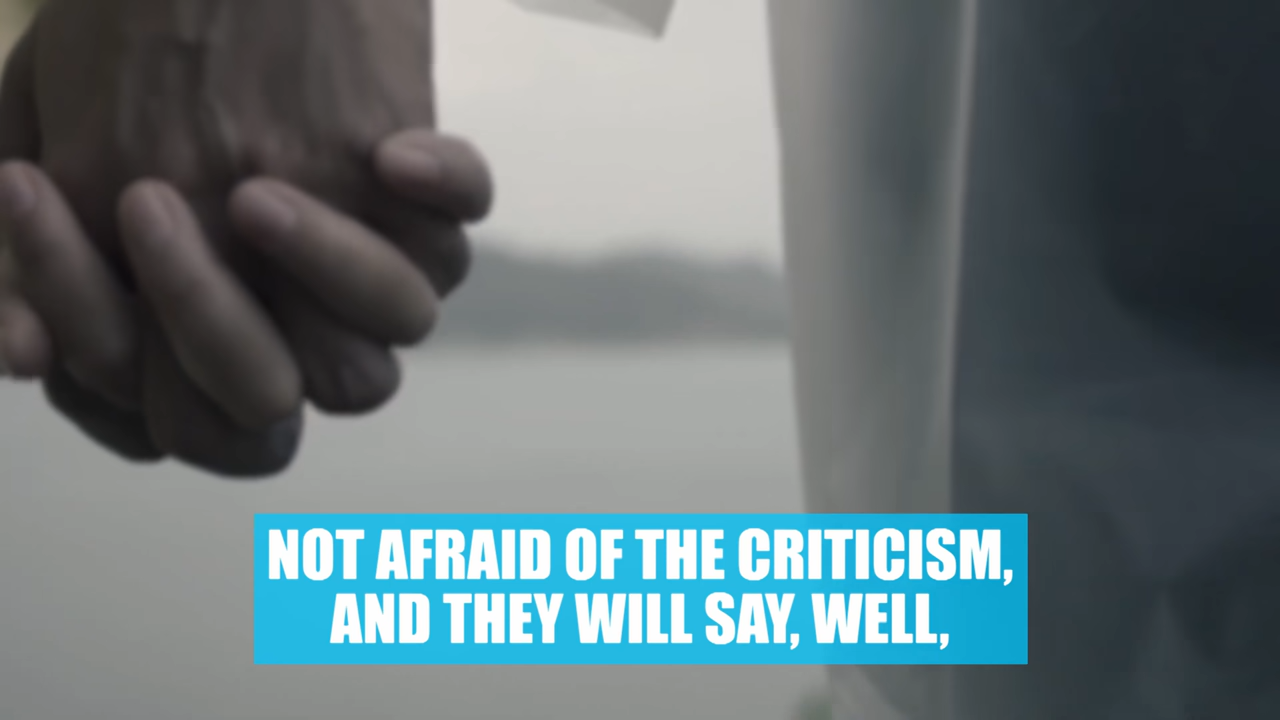 NOT AFRAID OF THE CRITICISM,
AND THEY WILL SAY, WELL,